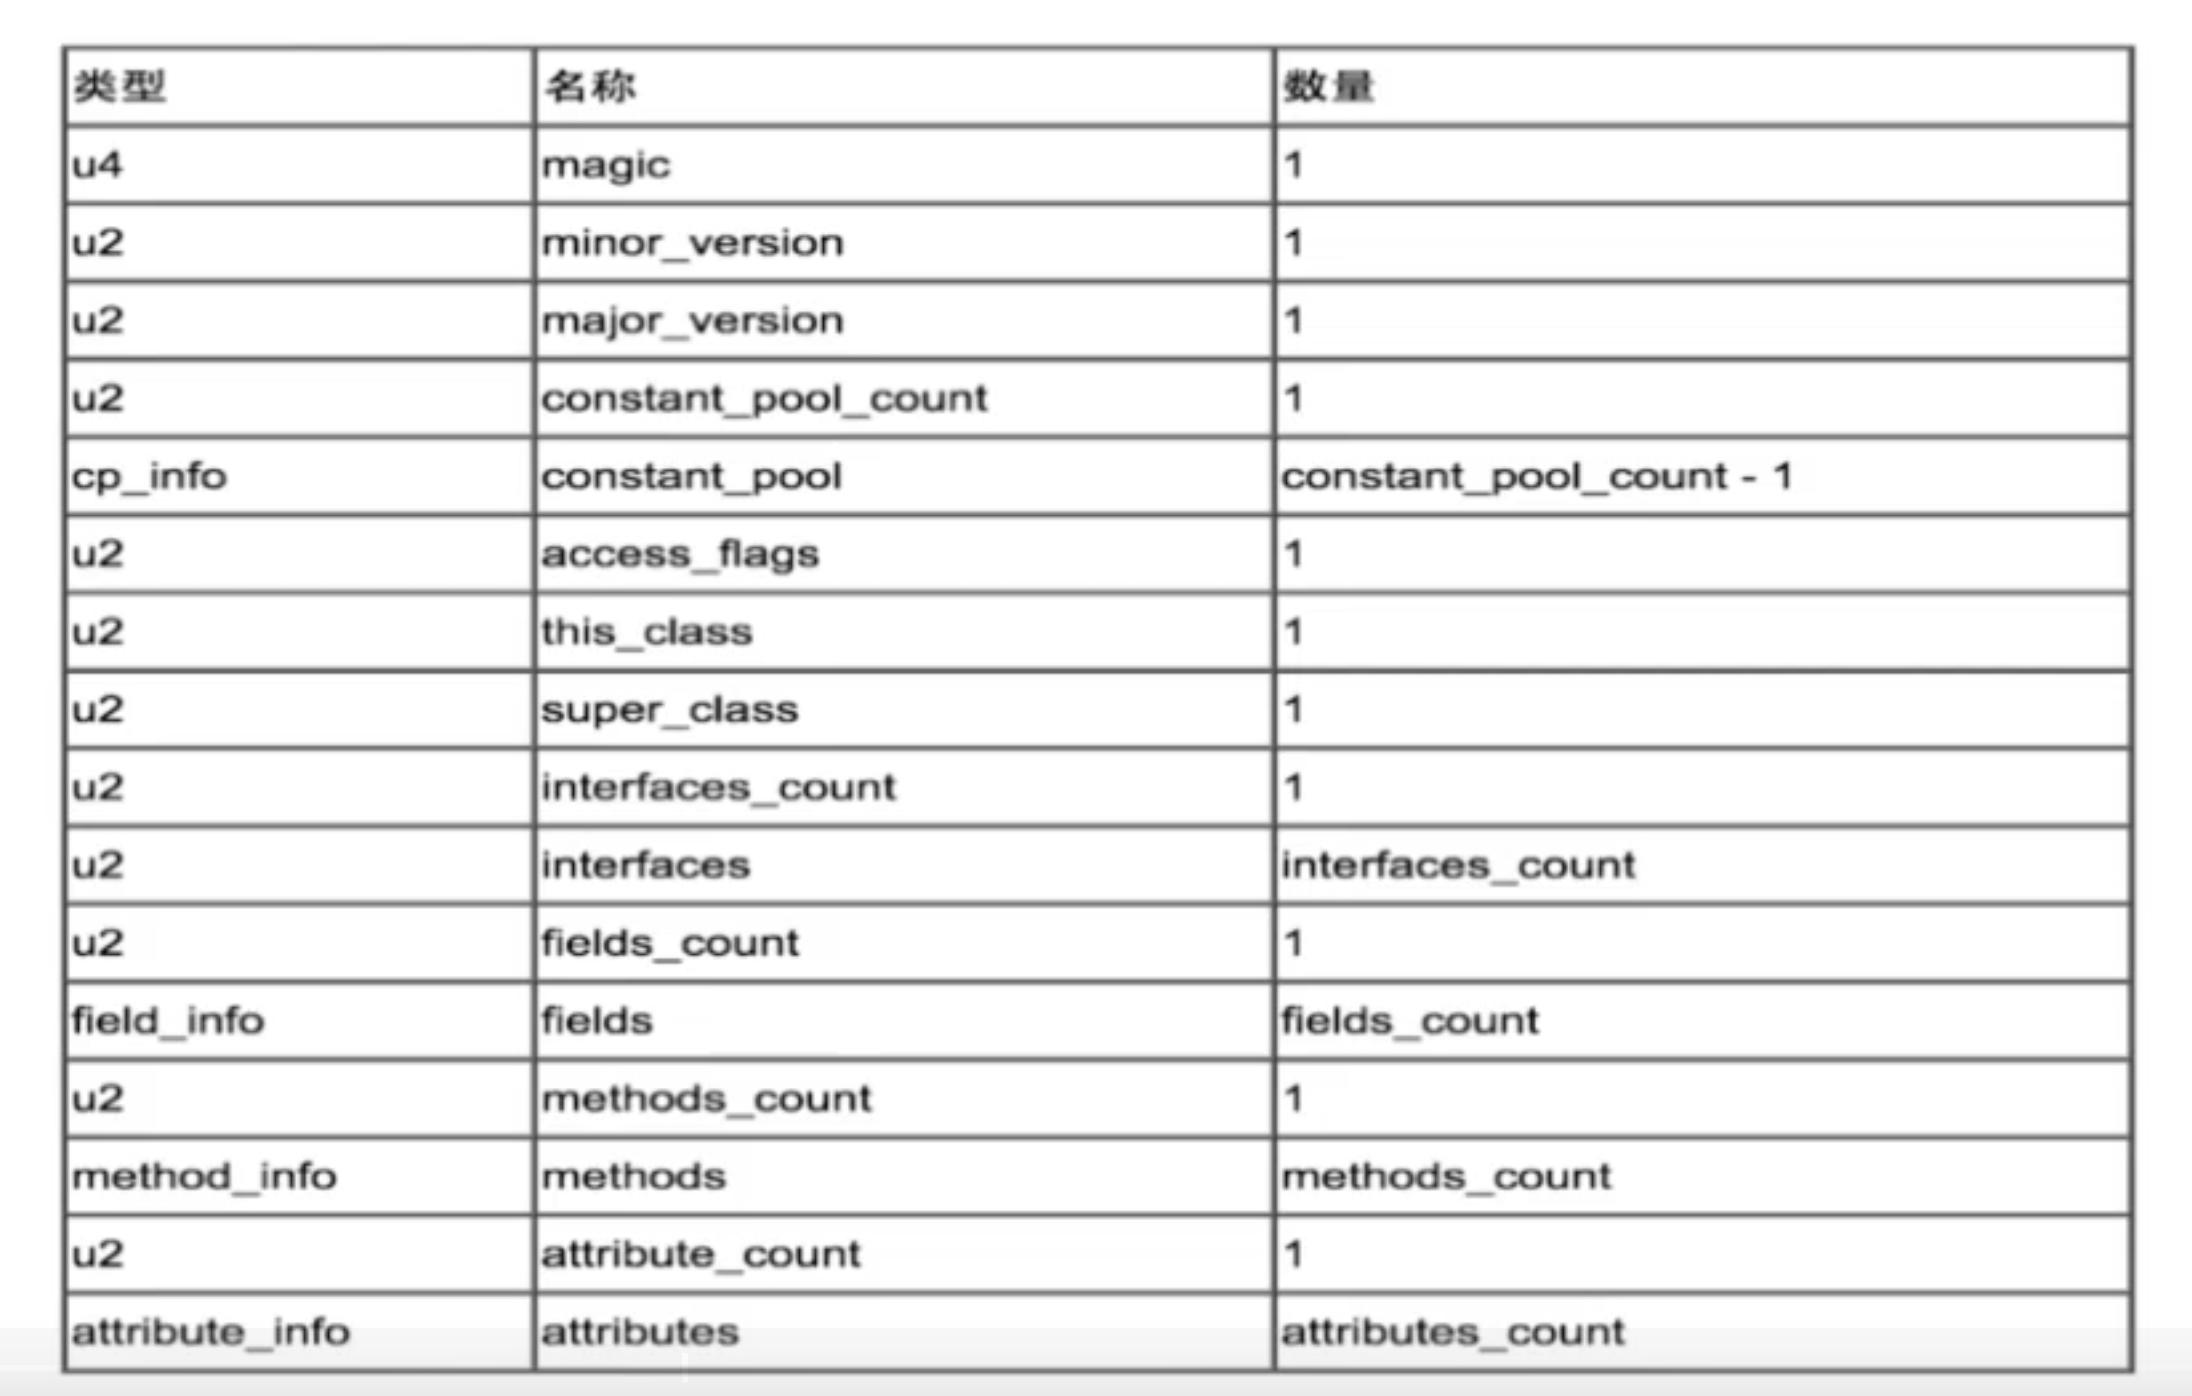 类型 名称 数量
u4 magic 1
u2 minor_version 1
u2 major_version 1
u2 constant_pool_count 1
cp_info constant_pool constant_pool_count - 1
u2 access_flags 1
u2 this_class 1
u2 super_class 1
u2 interfaces_count 1
u2 interfaces interfaces_count
u2 fields_count 1
field_info fields fields_count
u2 methods_count 1
method_info methods methods_count
u2 attribute_count 1
attribute_info attributes attributes_count